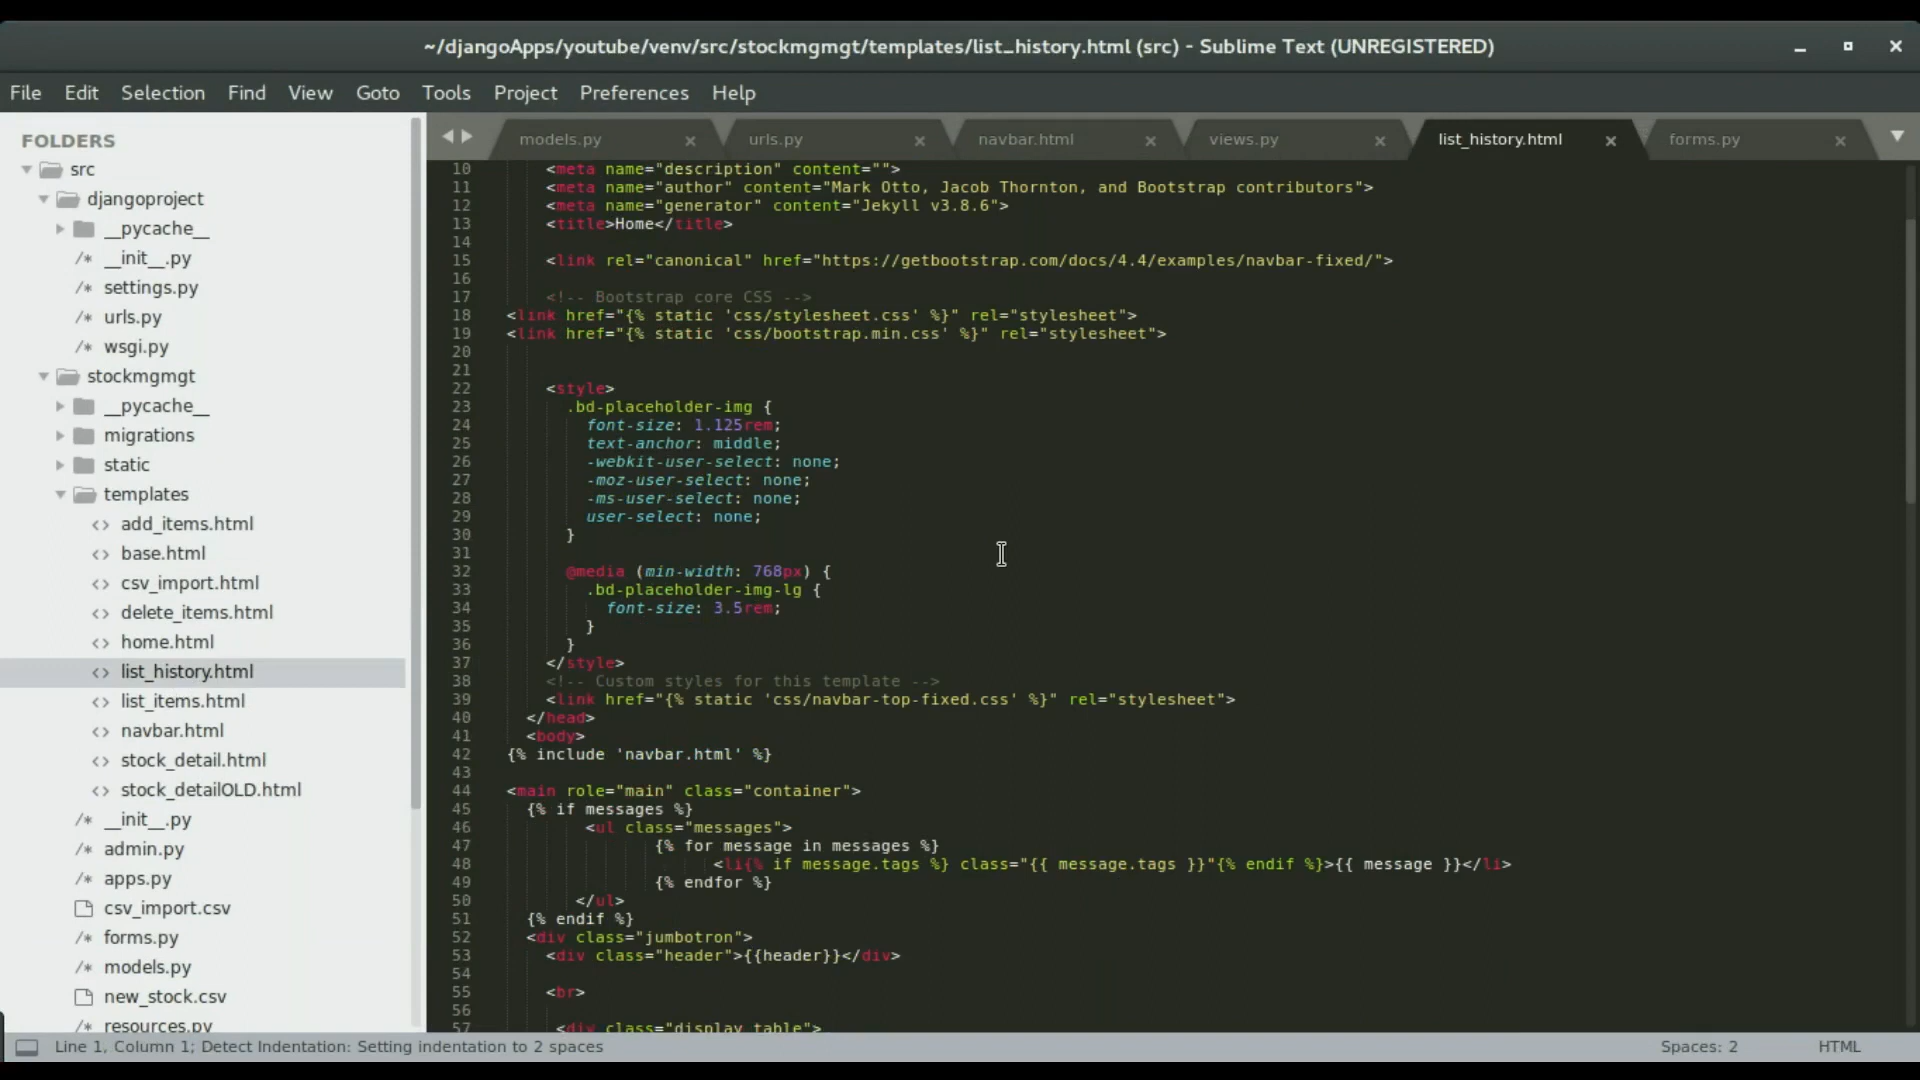 ~/djangoApps/youtube/venv/src/stockmgmgt/templates/list_history.html (src) - Sublime Text (UNREGISTERED)
File Edit Selection Find View Goto Tools Project Preferences Help
FOLDERS
src
djangoproject
__pycache__
/* __init__.py
/* settings.py
/* urls.py
/* wsgi.py
stockmgmgt
__pycache__
migrations
static
templates
<> add_items.html
<> base.html
<> csv_import.html
<> delete_items.html
<> home.html
<> list_history.html
<> list_items.html
<> navbar.html
<> stock_detail.html
<> stock_detailOLD.html
/* __init__.py
/* admin.py
/* apps.py
csv_import.csv
/* forms.py
/* models.py
new_stock.csv
/* resources.py
models.py urls.py navbar.html views.py list_history.html forms.py
10 <meta name="description" content="">
11 <meta name="author" content="Mark Otto, Jacob Thornton, and Bootstrap contributors">
12 <meta name="generator" content="Jekyll v3.8.6">
13 <title>Home</title>
14
15 <link rel="canonical" href="https://getbootstrap.com/docs/4.4/examples/navbar-fixed/">
16
17 <!-- Bootstrap core CSS -->
18 <link href="{% static 'css/stylesheet.css' %}" rel="stylesheet">
19 <link href="{% static 'css/bootstrap.min.css' %}" rel="stylesheet">
20
21
22 <style>
23 .bd-placeholder-img {
24 font-size: 1.125rem;
25 text-anchor: middle;
26 -webkit-user-select: none;
27 -moz-user-select: none;
28 -ms-user-select: none;
29 user-select: none;
30 }
31
32 @media (min-width: 768px) {
33 .bd-placeholder-img-lg {
34 font-size: 3.5rem;
35 }
36 }
37 </style>
38 <!-- Custom styles for this template -->
39 <link href="{% static 'css/navbar-top-fixed.css' %}" rel="stylesheet">
40 </head>
41 <body>
42 {% include 'navbar.html' %}
43
44 <main role="main" class="container">
45 {% if messages %}
46 <ul class="messages">
47 {% for message in messages %}
48 <li{% if message.tags %} class="{{ message.tags }}"{% endif %}>{{ message }}</li>
49 {% endfor %}
50 </ul>
51 {% endif %}
52 <div class="jumbotron">
53 <div class="header">{{header}}</div>
54
55 <br>
56
57 <div class="display_table">
Line 1, Column 1; Detect Indentation: Setting indentation to 2 spaces
Spaces: 2 HTML